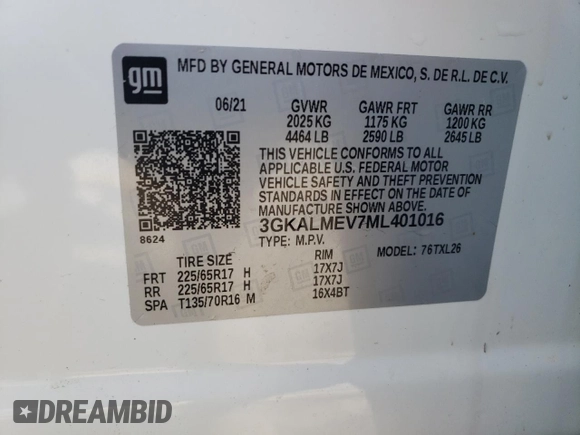 gm
MFD BY GENERAL MOTORS DE MEXICO, S. DE R.L. DE C.V.
06/21 GVWR GAWR FRT GAWR RR
2025 KG 1175 KG 1200 KG
4464 LB 2590 LB 2645 LB
THIS VEHICLE CONFORMS TO ALL
APPLICABLE U.S. FEDERAL MOTOR
VEHICLE SAFETY AND THEFT PREVENTION
STANDARDS IN EFFECT ON THE DATE OF
MANUFACTURE SHOWN ABOVE.
8624 3GKALMEV7ML401016
TYPE: M.P.V. MODEL: 76TXL26
TIRE SIZE RIM
FRT 225/65R17 H 17X7J
RR 225/65R17 H 17X7J
SPA T135/70R16 M 16X4BT
DREAMBID